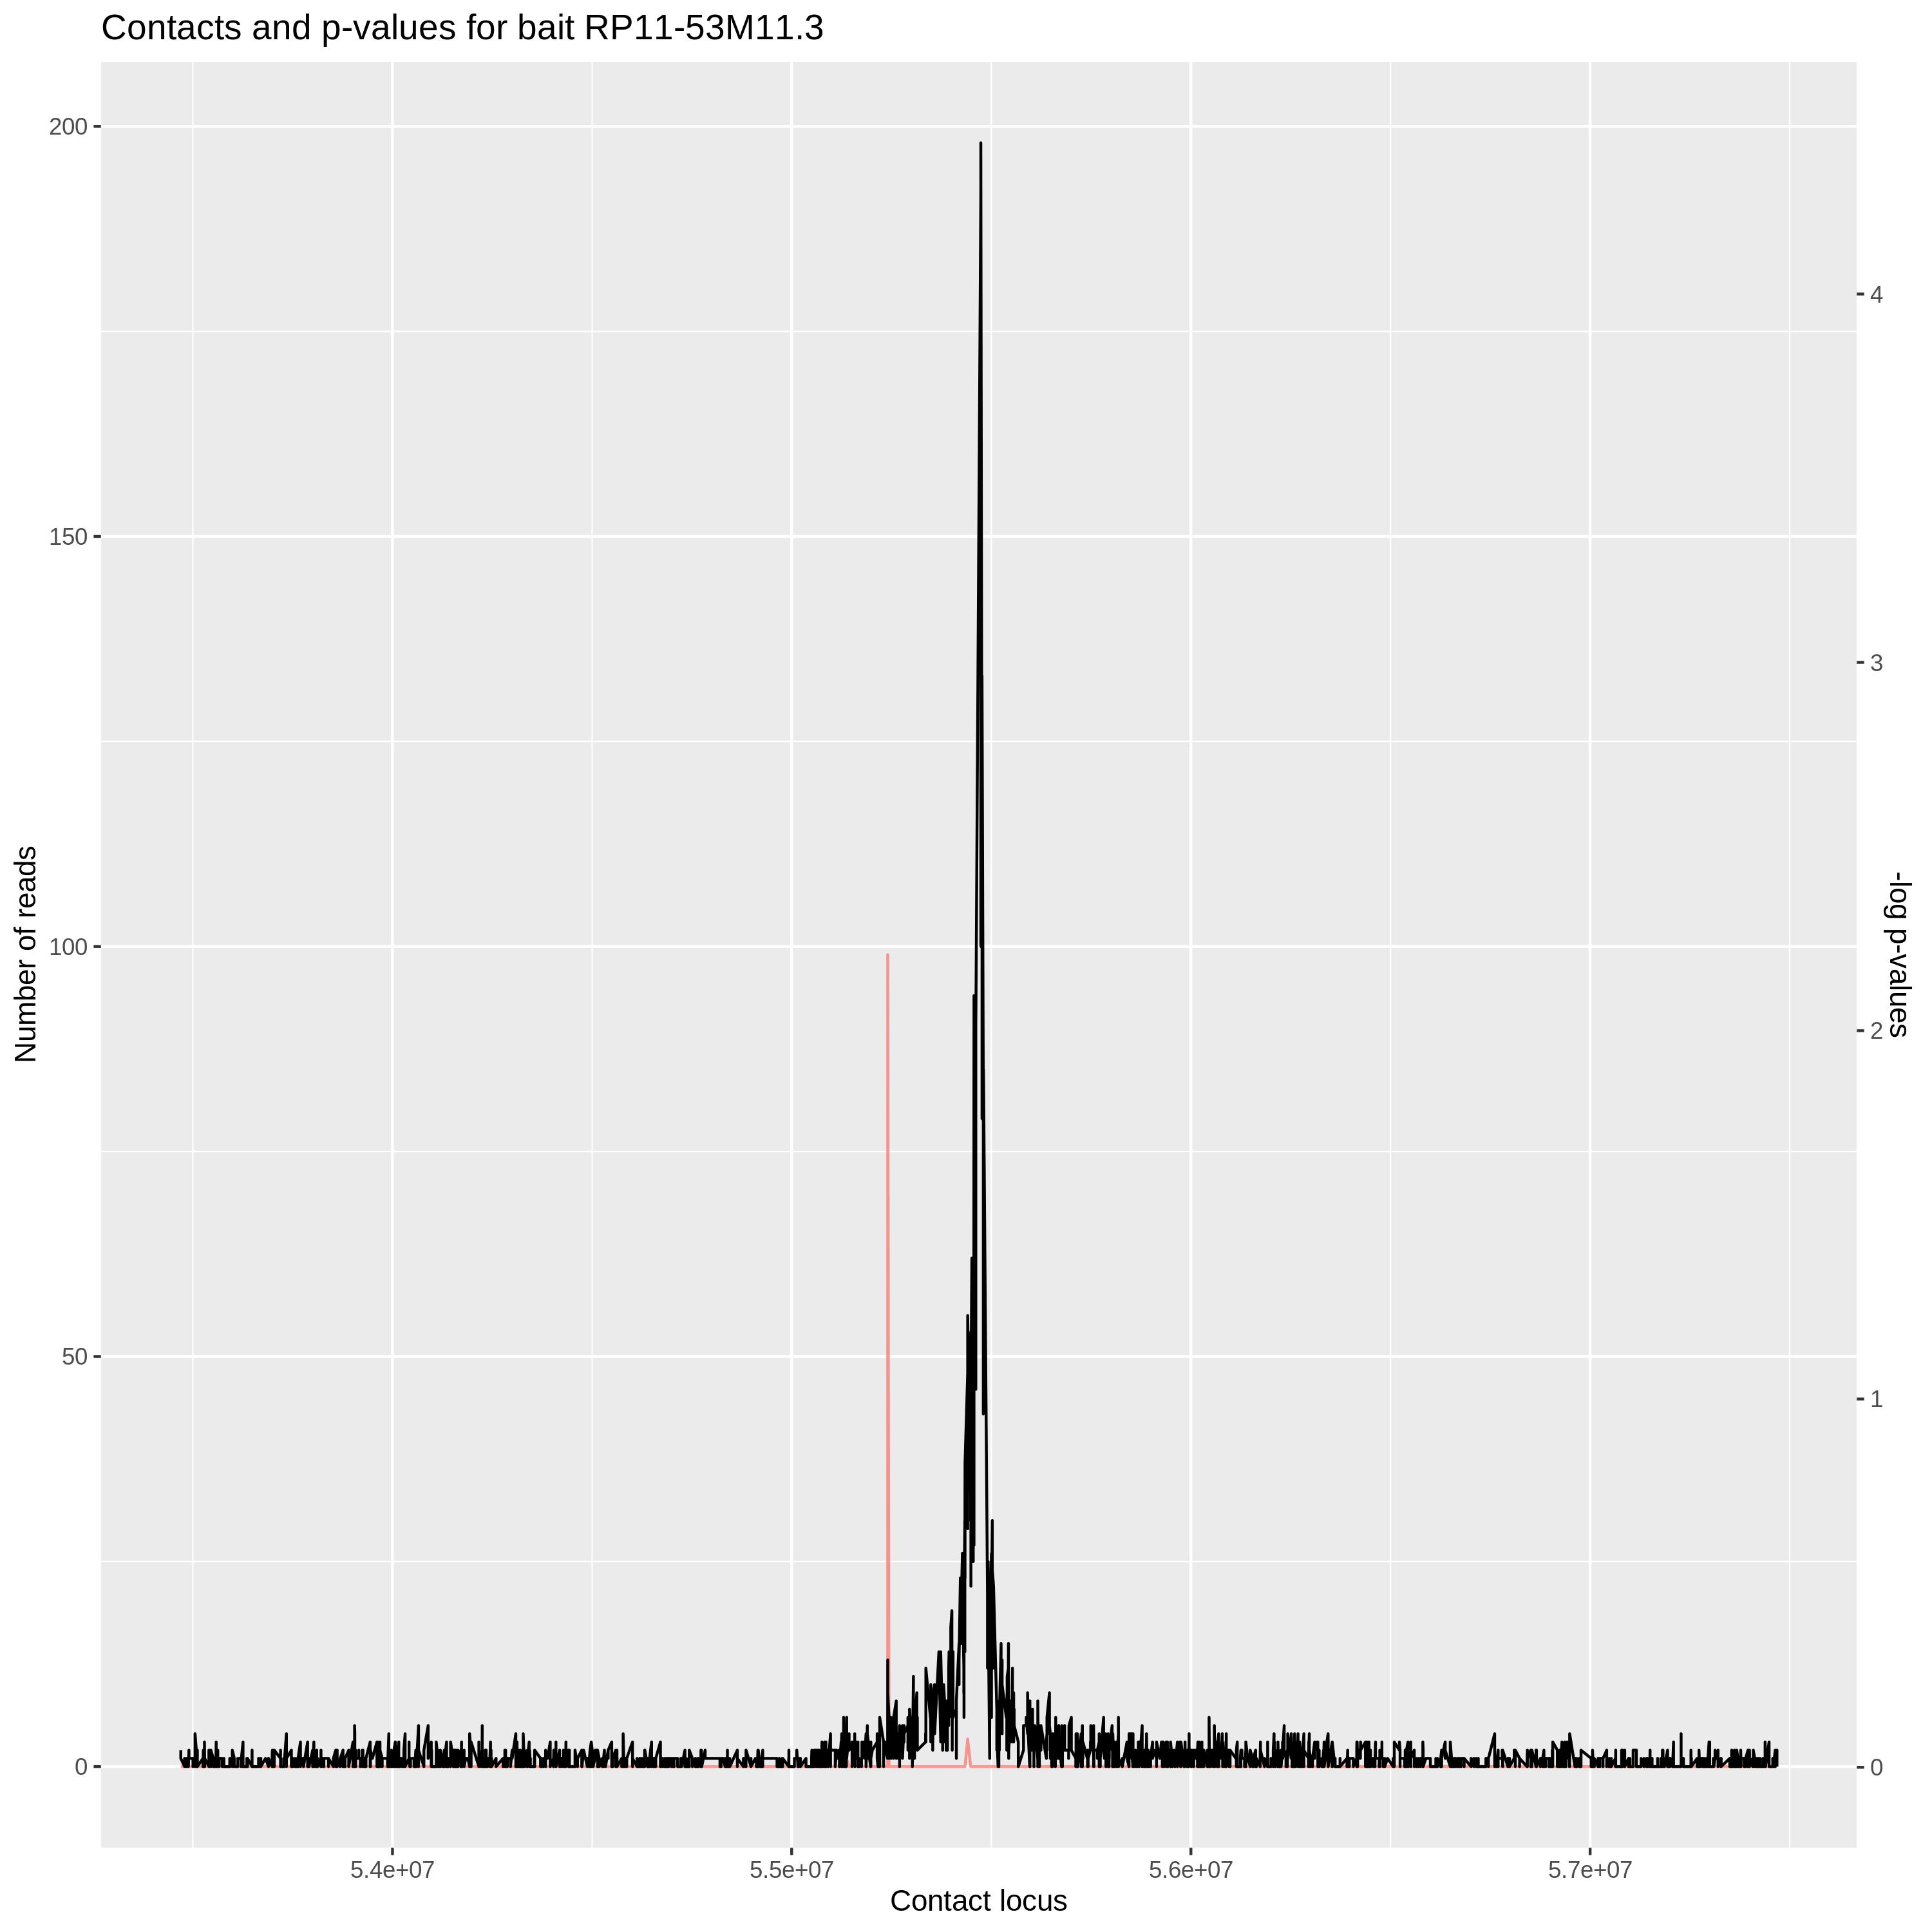 Contacts and p-values for bait RP11-53M11.3
200
150
100
50
0
Number of reads
4
3
2
1
0
-log p-values
5.4e+07
5.5e+07
5.6e+07
5.7e+07
Contact locus